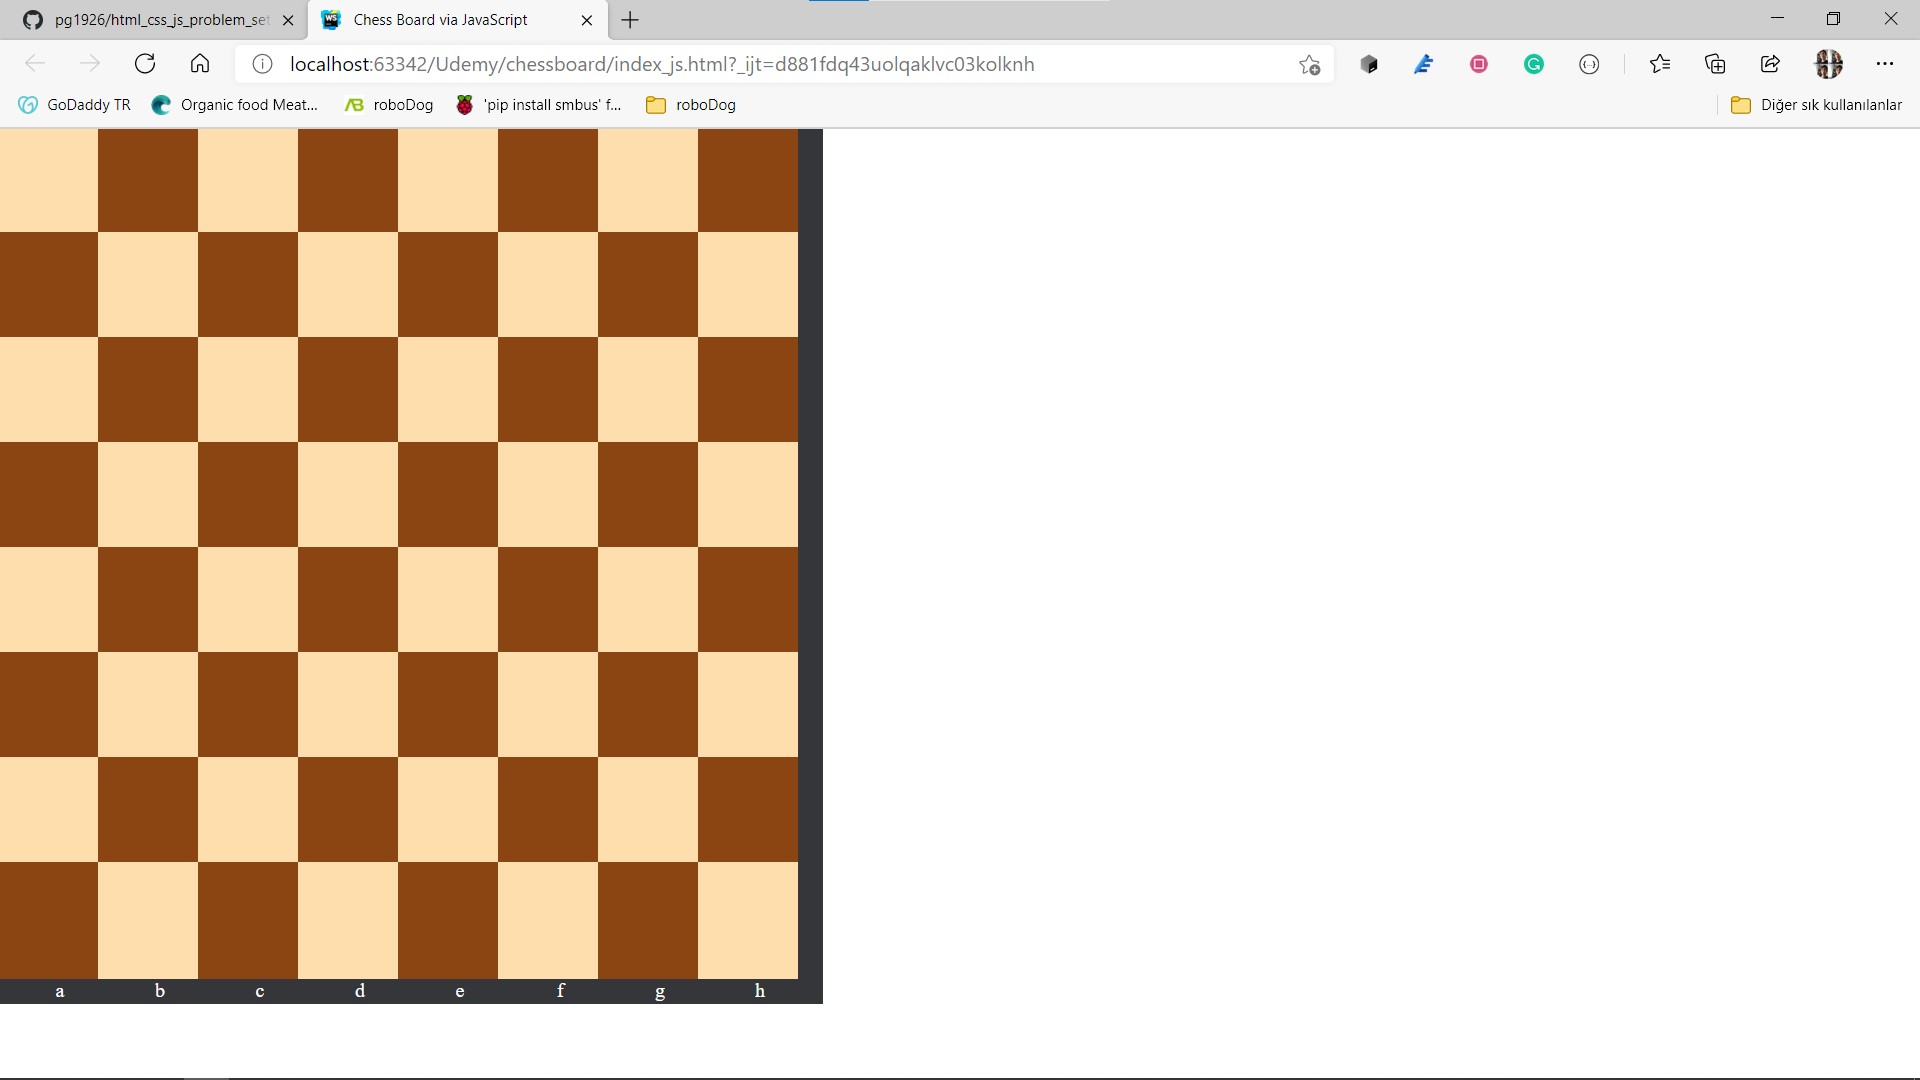 pg1926/html_css_js_problem_set
Chess Board via JavaScript
localhost:63342/Udemy/chessboard/index_js.html?_ijt=d881fdq43uolqaklvc03kolknh
GoDaddy TR Organic food Meat... roboDog 'pip install smbus' f... roboDog Diğer sık kullanılanlar
a b c d e f g h